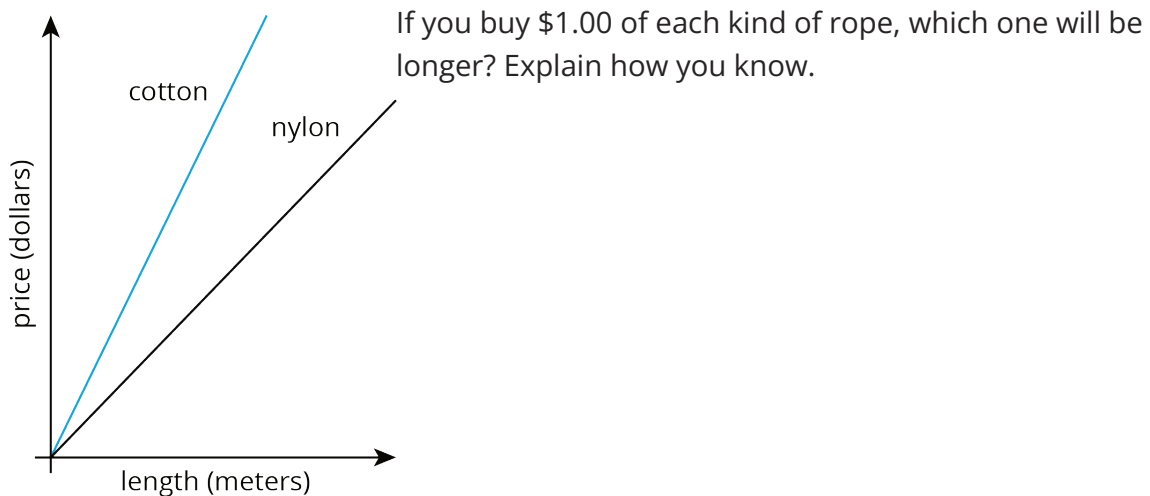 If you buy $1.00 of each kind of rope, which one will be
longer? Explain how you know.
cotton
nylon
price (dollars)
length (meters)